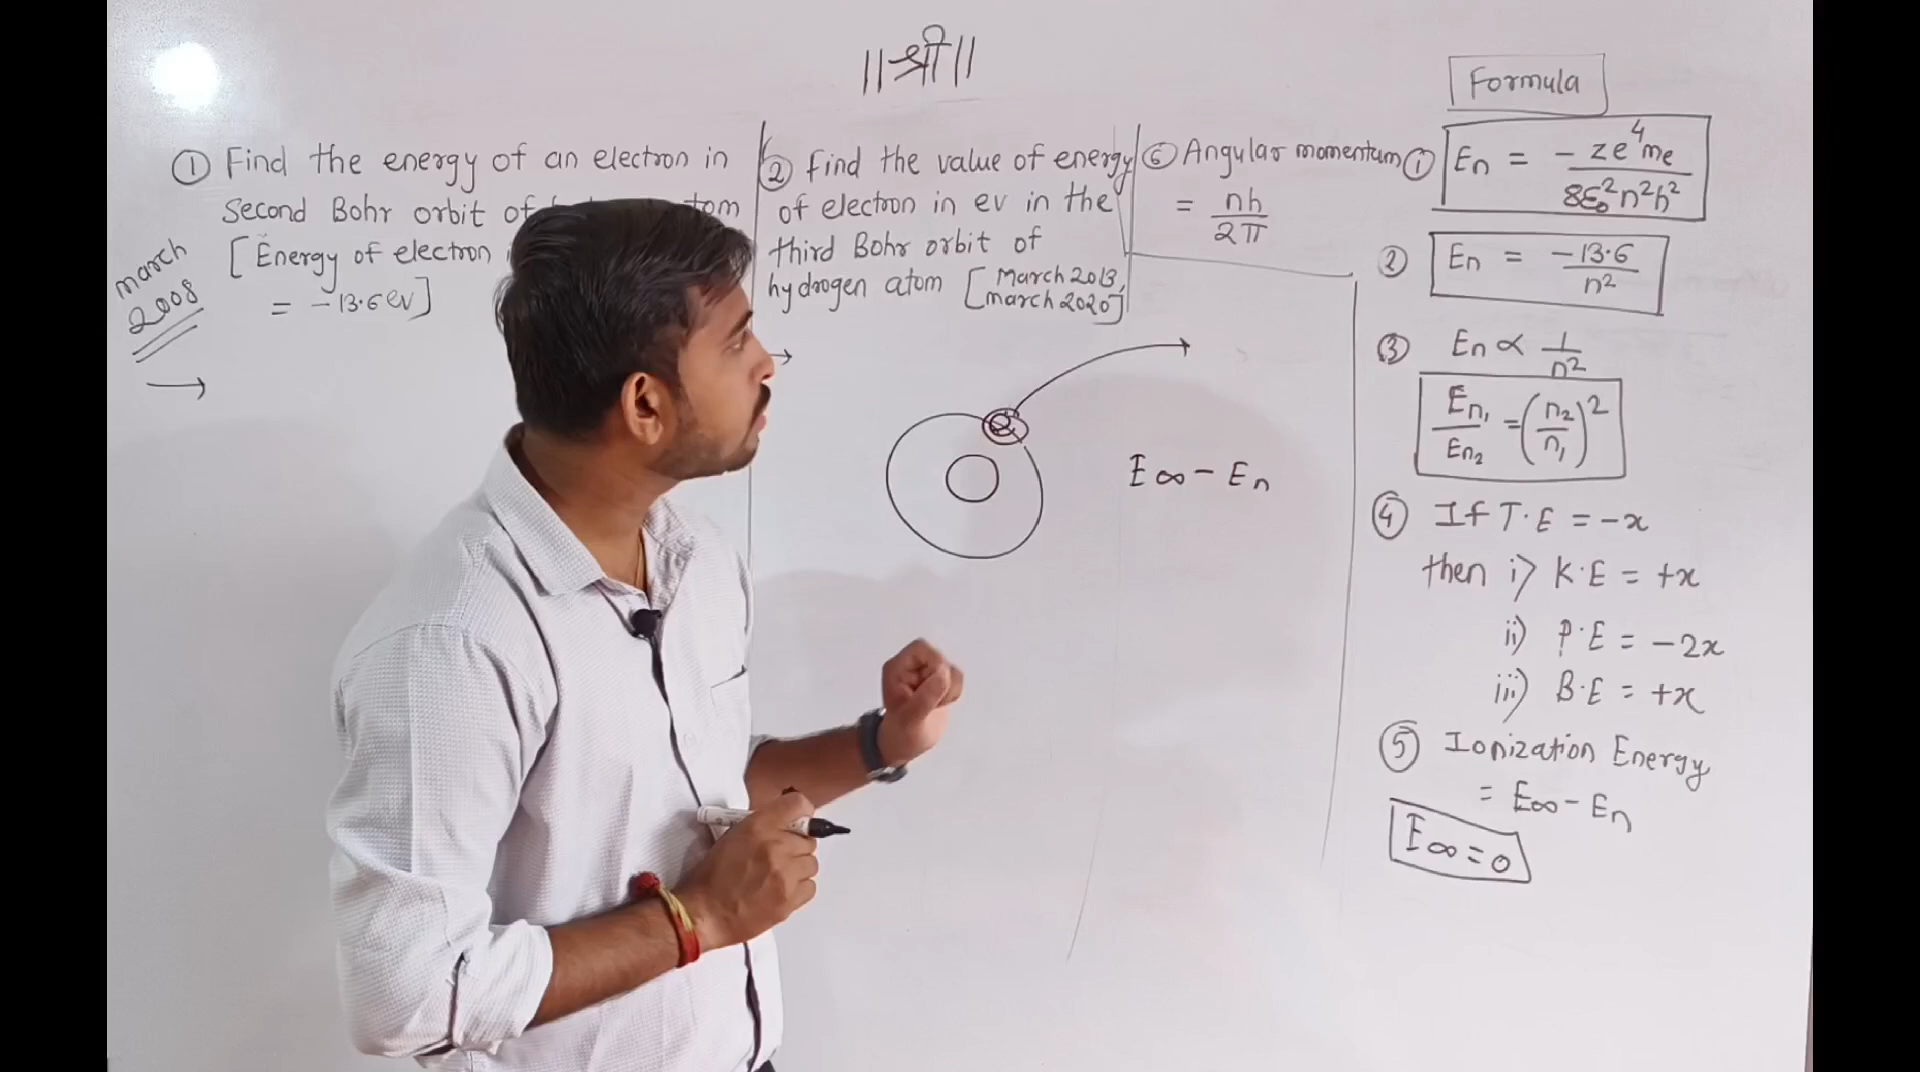 ||श्री||
① Find the energy of an electron in
second Bohr orbit of
[Energy of electron
= -13.6 ev]
march
2008
② find the value of energy
of electron in ev in the
third Bohr orbit of
hydrogen atom [March 2013,
march 2020]
E∞ - En
⑥ Angular momentum
= nh/2π
Formula
① En = - ze⁴me/8ε₀²n²h²
② En = -13.6/n²
③ En ∝ 1/n²
En₁/En₂ = (n₂/n₁)²
④ If T.E = -x
then i) K.E = +x
ii) P.E = -2x
iii) B.E = +x
⑤ Ionization Energy
= E∞ - En
E∞ = 0